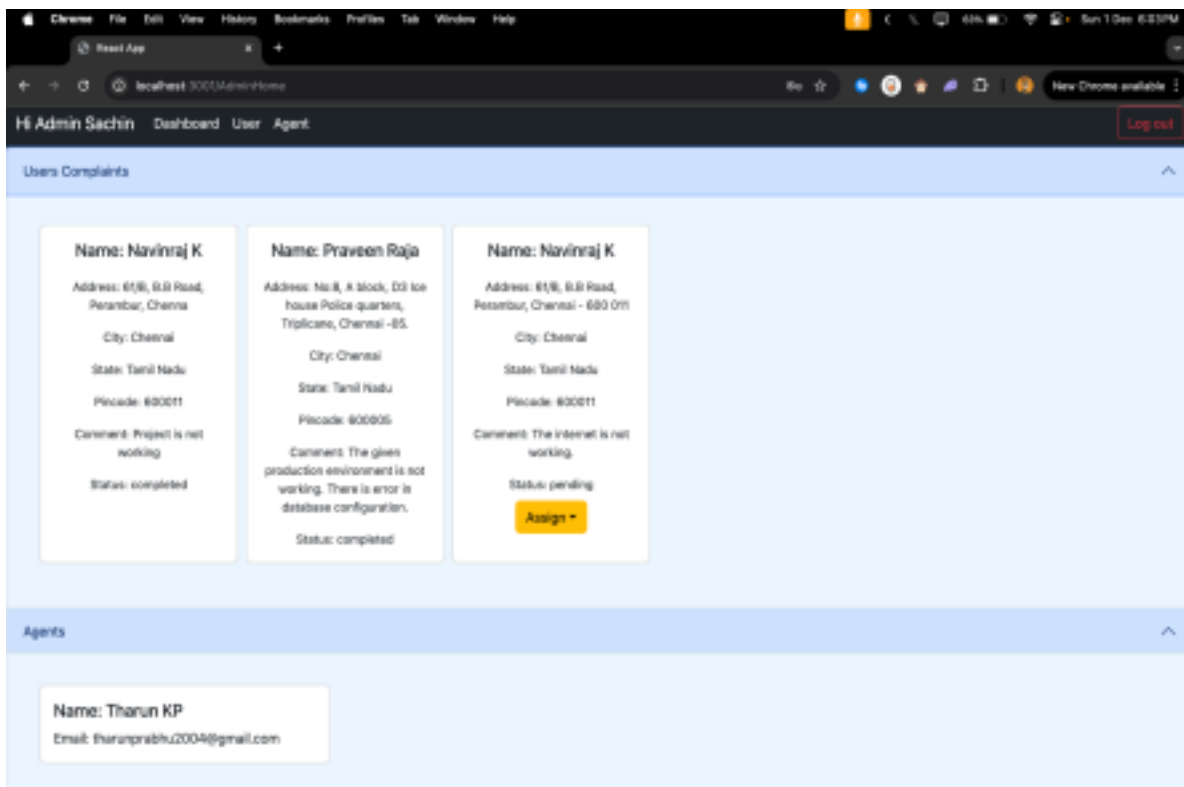 Chrome File Edit View History Bookmarks Profiles Tab Window Help Sun 1 Dec
React App
localhost:3001/AdminHome New Chrome available
Hi Admin Sachin Dashboard User Agent Log out
Users Complaints
Name: Navinraj K
Address: 61/B, B.B Road,
Perambur, Chenna
City: Chennai
State: Tamil Nadu
Pincode: 600011
Comment: Project is not
working
Status: completed
Name: Praveen Raja
Address: No:8, A block, D3 Ice
house Police quarters,
Triplicane, Chennai -05.
City: Chennai
State: Tamil Nadu
Pincode: 600005
Comment: The given
production environment is not
working. There is error in
database configuration.
Status: completed
Name: Navinraj K
Address: 61/B, B.B Road,
Perambur, Chennai - 600 011
City: Chennai
State: Tamil Nadu
Pincode: 600011
Comment: The internet is not
working.
Status: pending
Assign
Agents
Name: Tharun KP
Email: tharunprabhu2004@gmail.com